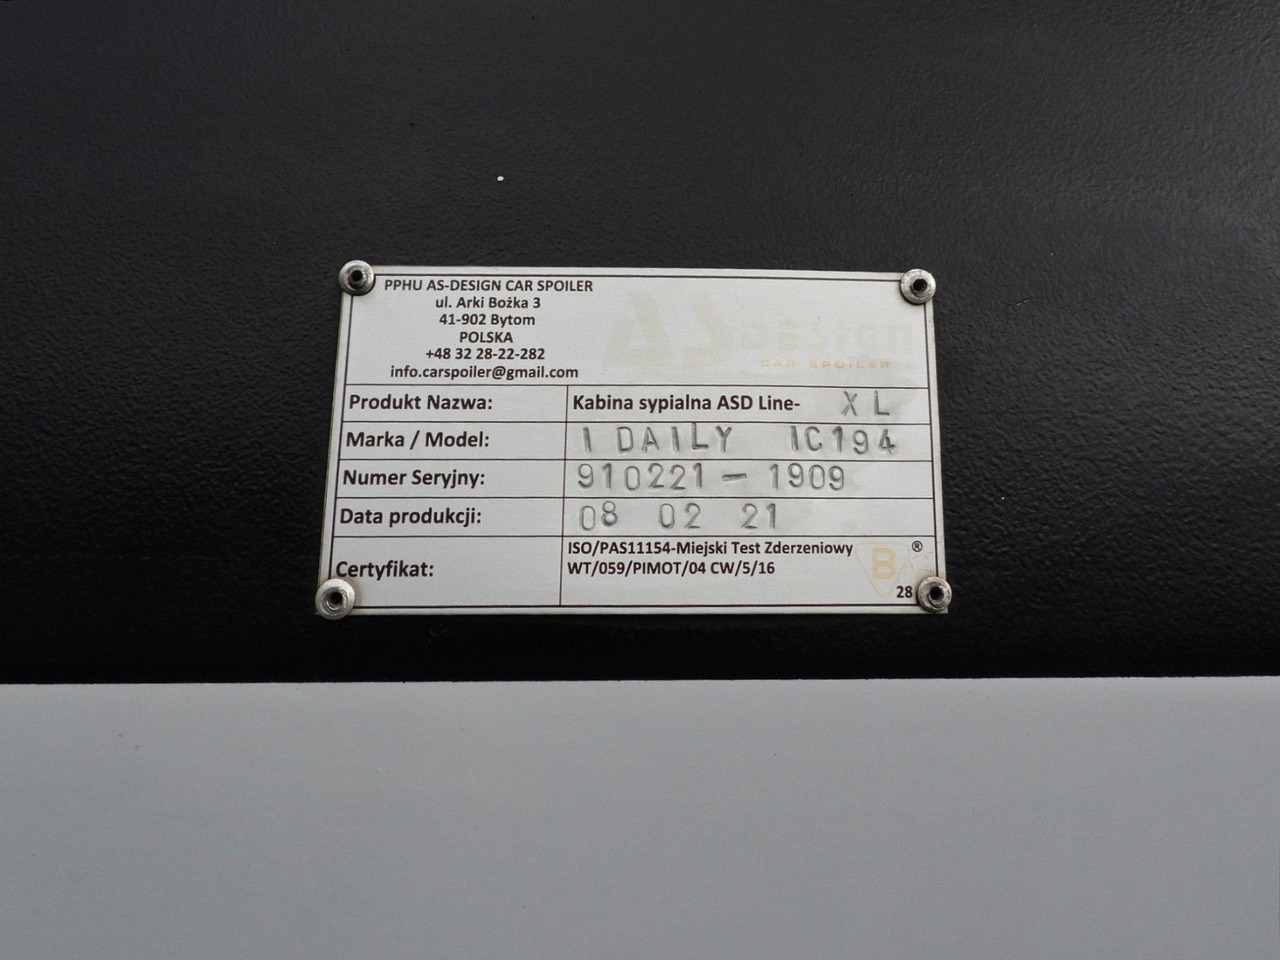 PPHU AS-DESIGN CAR SPOILER
ul. Arki Bożka 3
41-902 Bytom
POLSKA
+48 32 28-22-282
info.carspoiler@gmail.com
DESIGN
CAR SPOILER
Produkt Nazwa: Kabina sypialna ASD Line- XL
Marka / Model: I DAILY IC194
Numer Seryjny: 910221-1909
Data produkcji: 08 02 21
Certyfikat: ISO/PAS11154-Miejski Test Zderzeniowy
WT/059/PIMOT/04 CW/5/16
B ®
28